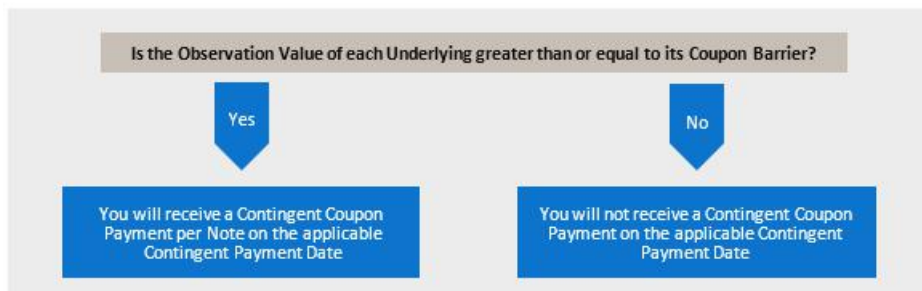 Is the Observation Value of each Underlying greater than or equal to its Coupon Barrier?
Yes
No
You will receive a Contingent Coupon
Payment per Note on the applicable
Contingent Payment Date
You will not receive a Contingent Coupon
Payment on the applicable Contingent
Payment Date